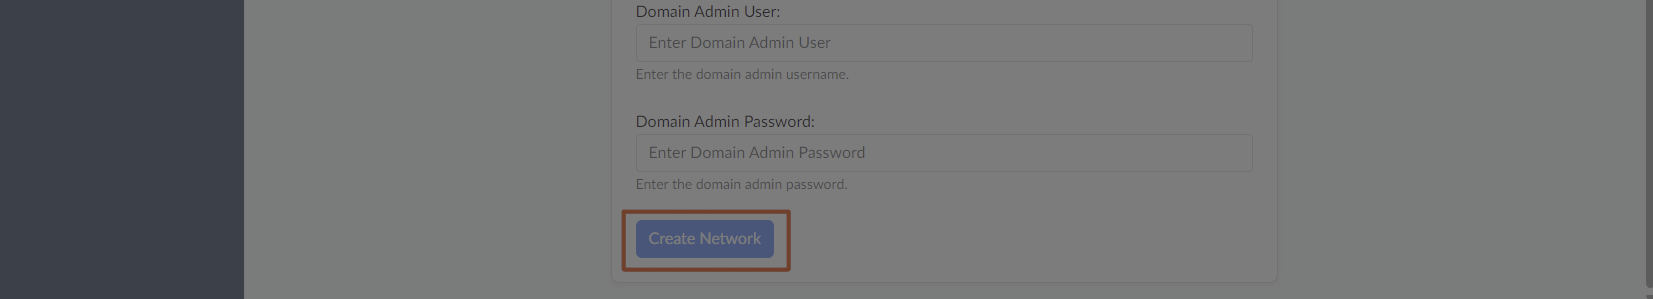 Domain Admin User:
Enter Domain Admin User
Enter the domain admin username.
Domain Admin Password:
Enter Domain Admin Password
Enter the domain admin password.
Create Network